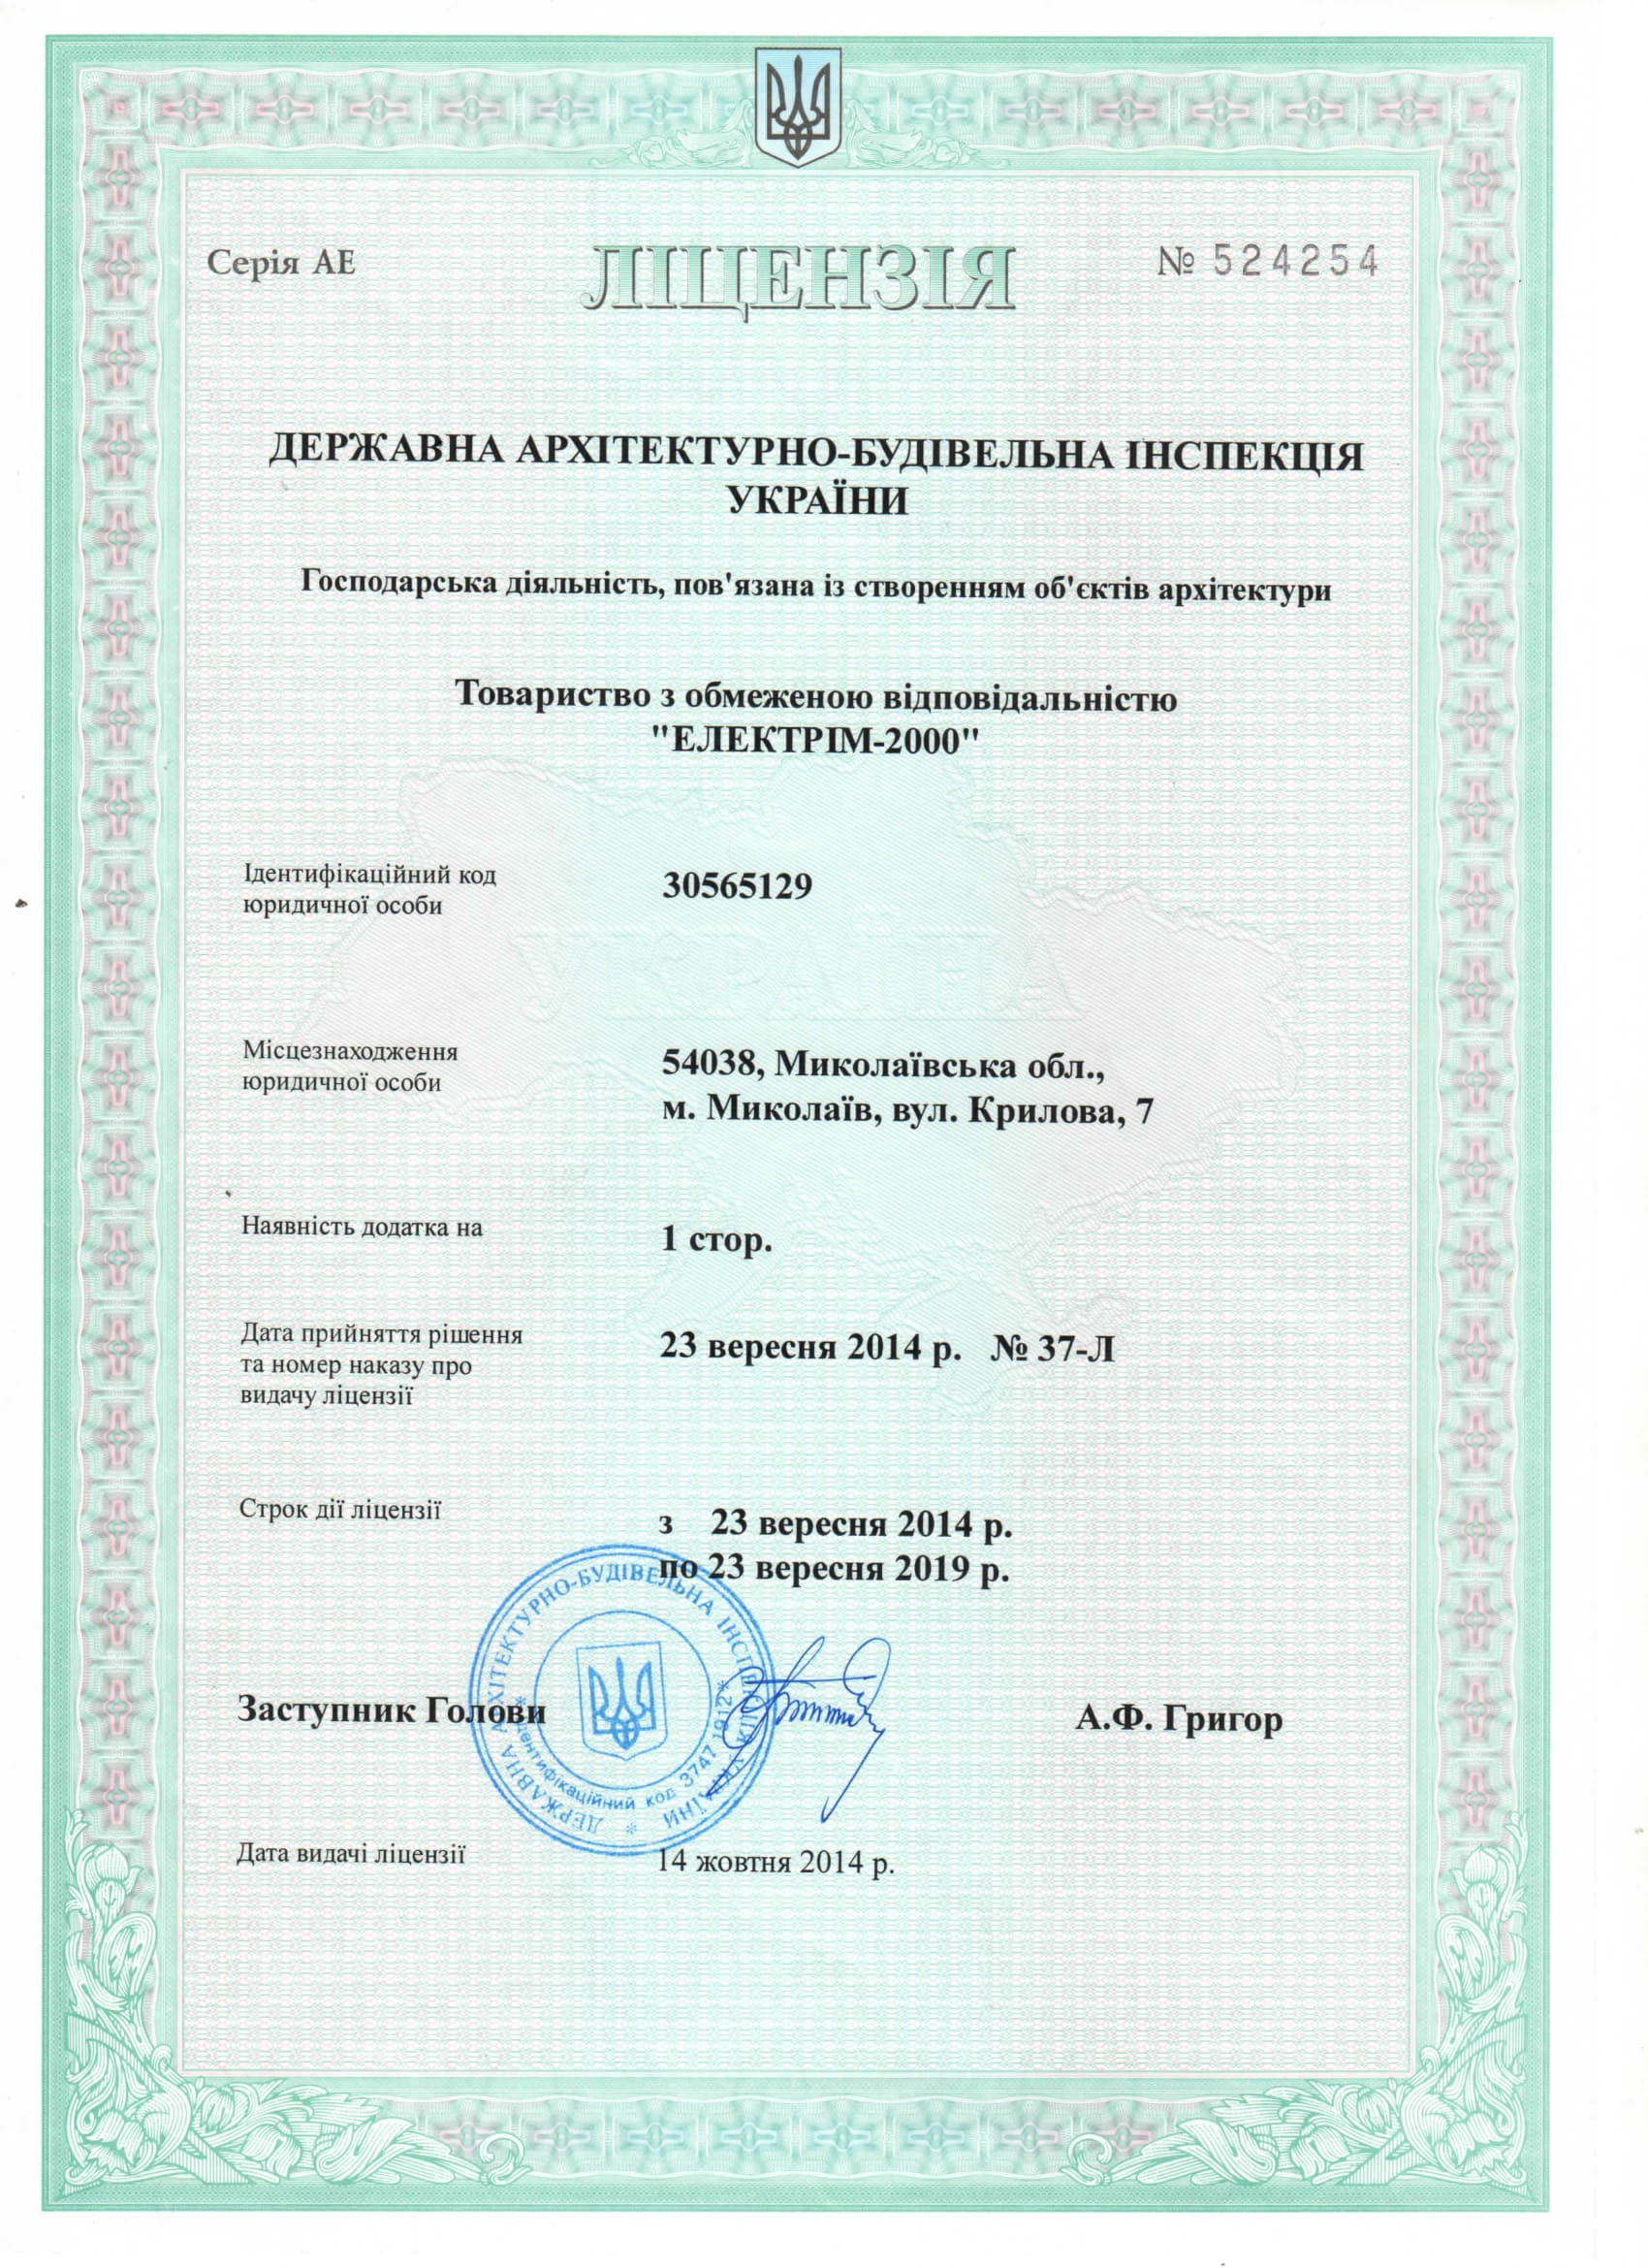 Серія АЕ
ЛІЦЕНЗІЯ
№ 524254
ДЕРЖАВНА АРХІТЕКТУРНО-БУДІВЕЛЬНА ІНСПЕКЦІЯ
УКРАЇНИ
Господарська діяльність, пов'язана із створенням об'єктів архітектури
Товариство з обмеженою відповідальністю
"ЕЛЕКТРІМ-2000"
Ідентифікаційний код
юридичної особи
30565129
УКРАЇНА
Місцезнаходження
юридичної особи
54038, Миколаївська обл.,
м. Миколаїв, вул. Крилова, 7
Наявність додатка на
1 стор.
Дата прийняття рішення
та номер наказу про
видачу ліцензії
23 вересня 2014 р. № 37-Л
Строк дії ліцензії
з 23 вересня 2014 р.
по 23 вересня 2019 р.
Заступник Голови
ДЕРЖАВНА АРХІТЕКТУРНО-БУДІВЕЛЬНА ІНСПЕКЦІЯ УКРАЇНИ *
* Ідентифікаційний код 37471912 *
А.Ф. Григор
Дата видачі ліцензії
14 жовтня 2014 р.